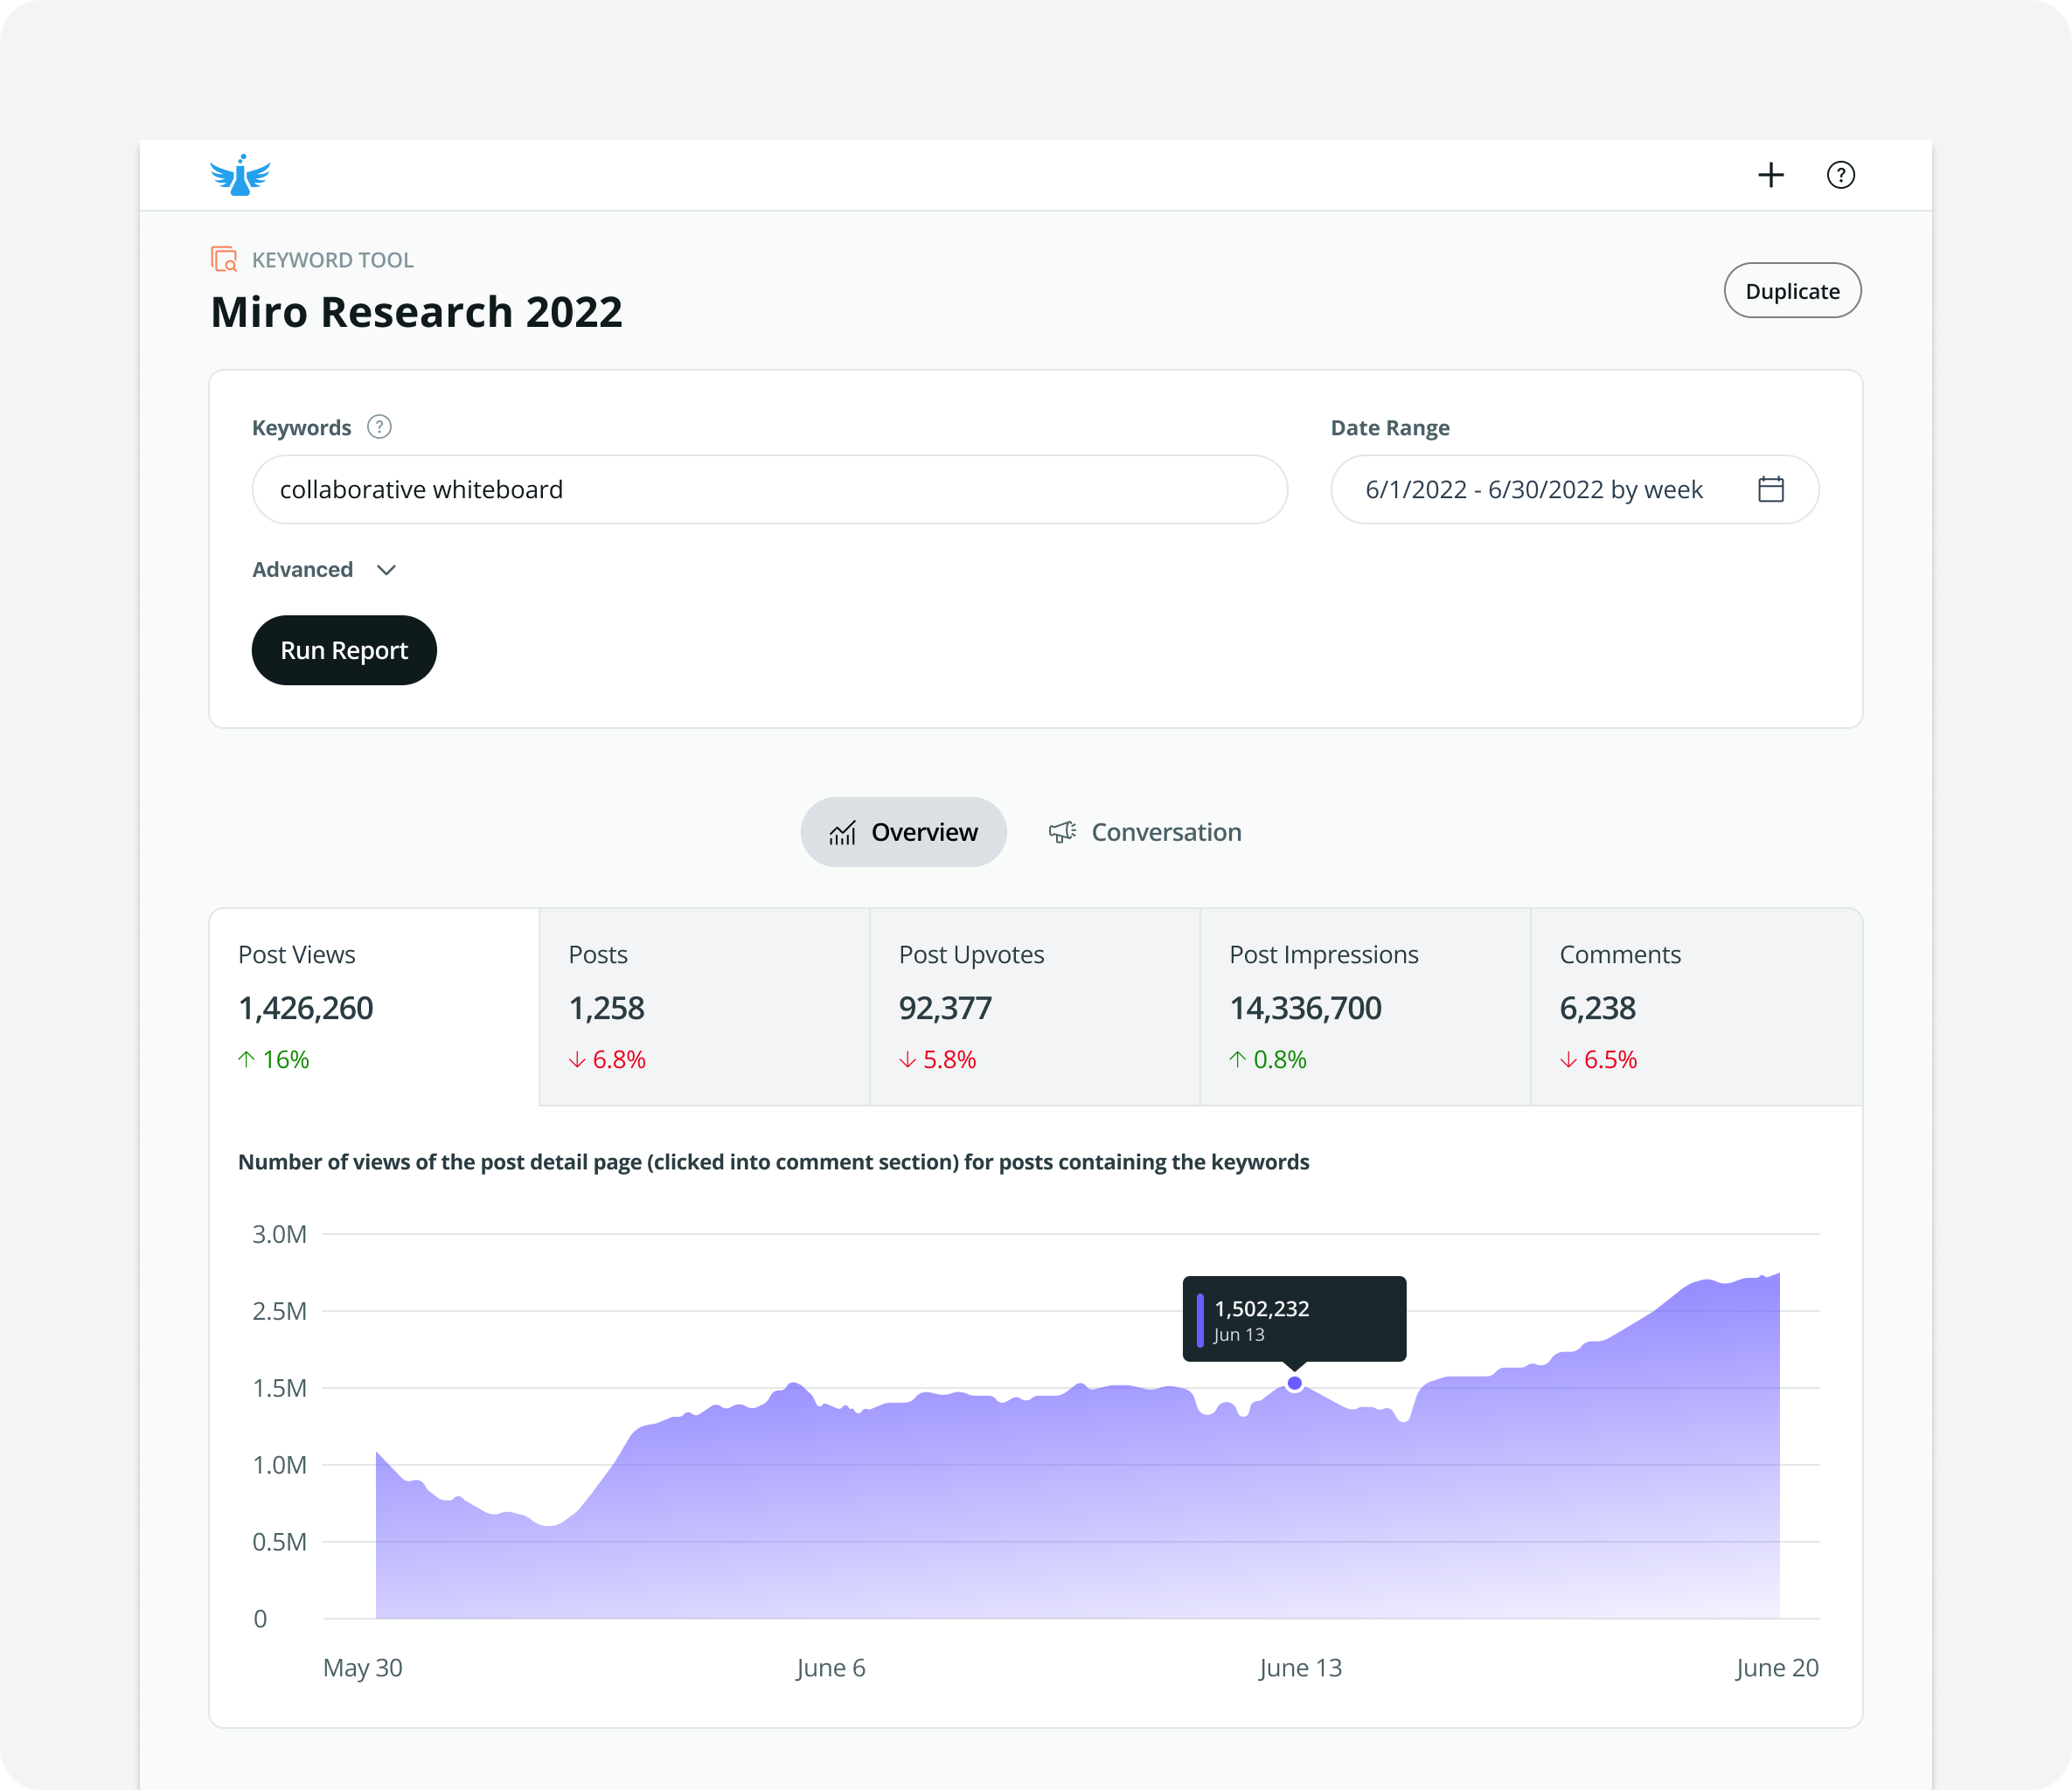 KEYWORD TOOL
Miro Research 2022
Duplicate
Keywords ?
Date Range
collaborative whiteboard
6/1/2022 - 6/30/2022 by week
Advanced
Run Report
Overview
Conversation
Post Views
1,426,260
↑ 16%
Posts
1,258
↓ 6.8%
Post Upvotes
92,377
↓ 5.8%
Post Impressions
14,336,700
↑ 0.8%
Comments
6,238
↓ 6.5%
Number of views of the post detail page (clicked into comment section) for posts containing the keywords
3.0M
2.5M
1.5M
1.0M
0.5M
0
1,502,232
Jun 13
May 30
June 6
June 13
June 20